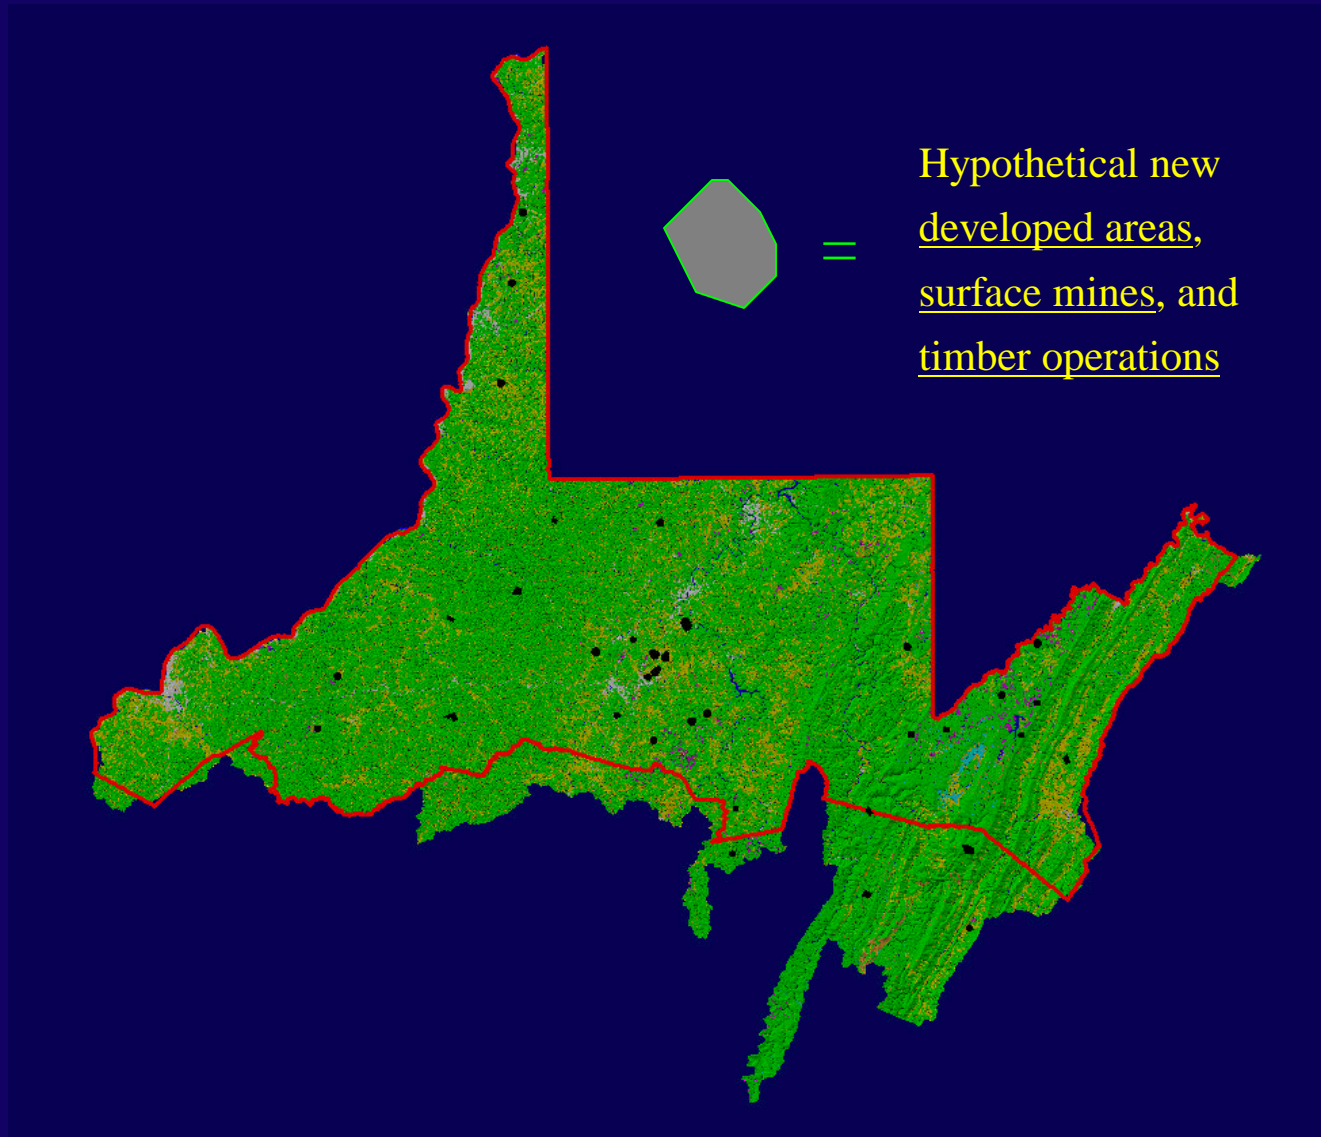 =
Hypothetical new
developed areas,
surface mines, and
timber operations